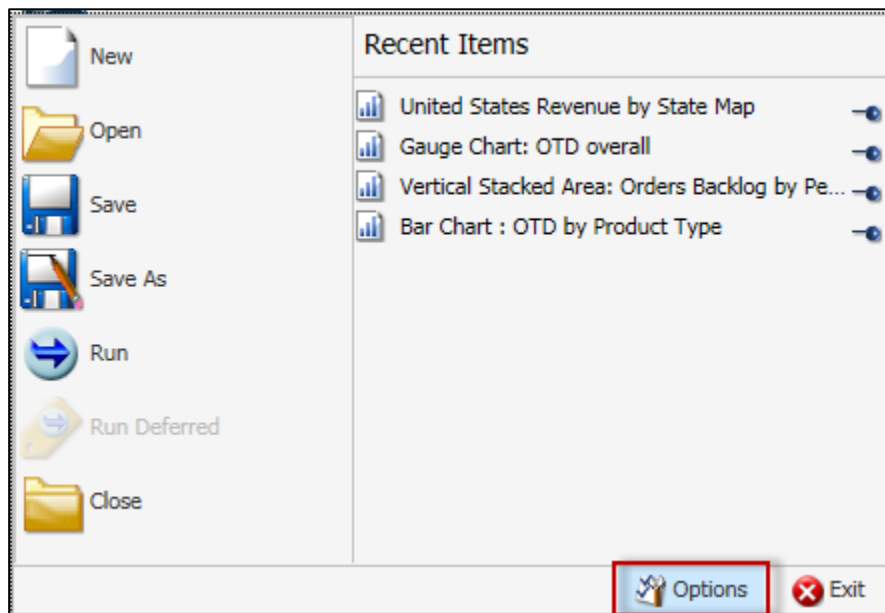 New
Open
Save
Save As
Run
Run Deferred
Close
Recent Items
United States Revenue by State Map
Gauge Chart: OTD overall
Vertical Stacked Area: Orders Backlog by Pe...
Bar Chart : OTD by Product Type
Options
Exit